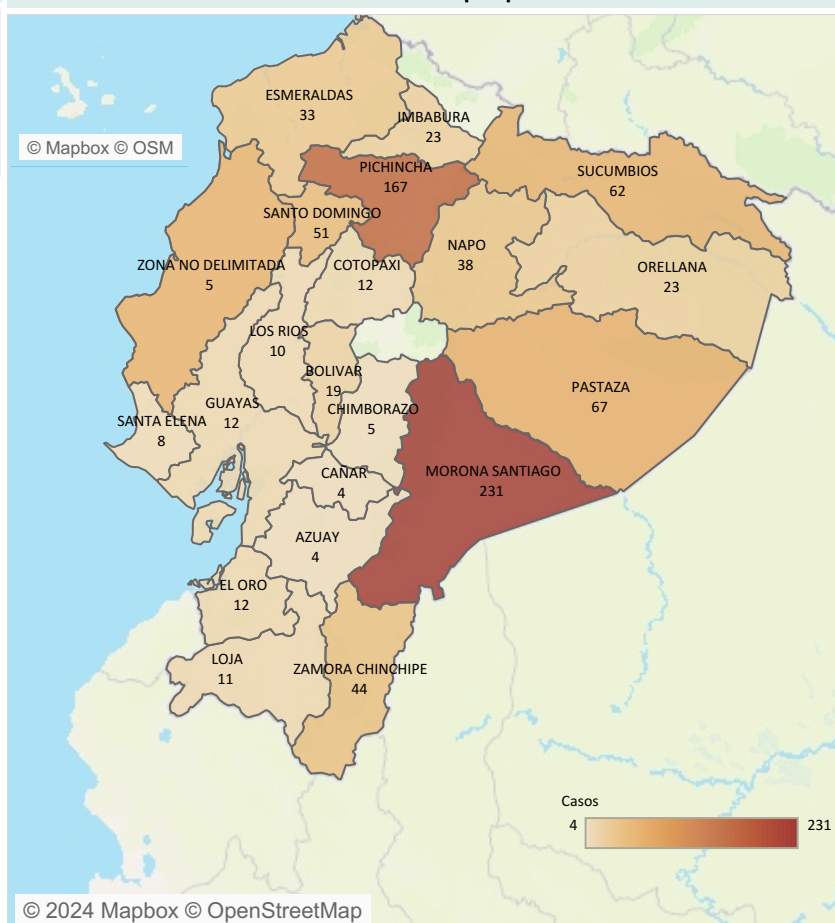 ESMERALDAS
33
IMBABURA
23
© Mapbox © OSM
PICHINCHA
167
SUCUMBIOS
62
SANTO DOMINGO
51
NAPO
38
ZONA NO DELIMITADA
5
COTOPAXI
12
ORELLANA
23
LOS RIOS
10
BOLIVAR
19
PASTAZA
67
GUAYAS
12
CHIMBORAZO
5
SANTA ELENA
8
CAÑAR
4
MORONA SANTIAGO
231
AZUAY
4
EL ORO
12
LOJA
11
ZAMORA CHINCHIPE
44
Casos
4
231
© 2024 Mapbox © OpenStreetMap